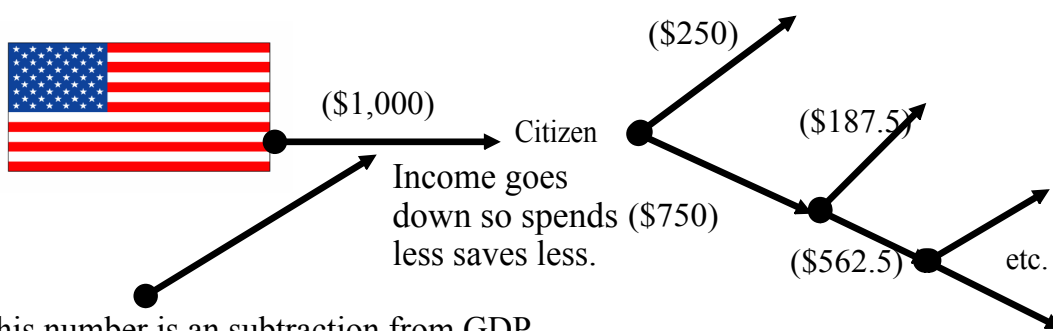 ($250)
($1,000)
Citizen
($187.5)
Income goes
down so spends ($750)
less saves less.
($562.5)
etc.
his number is an subtraction from GDP